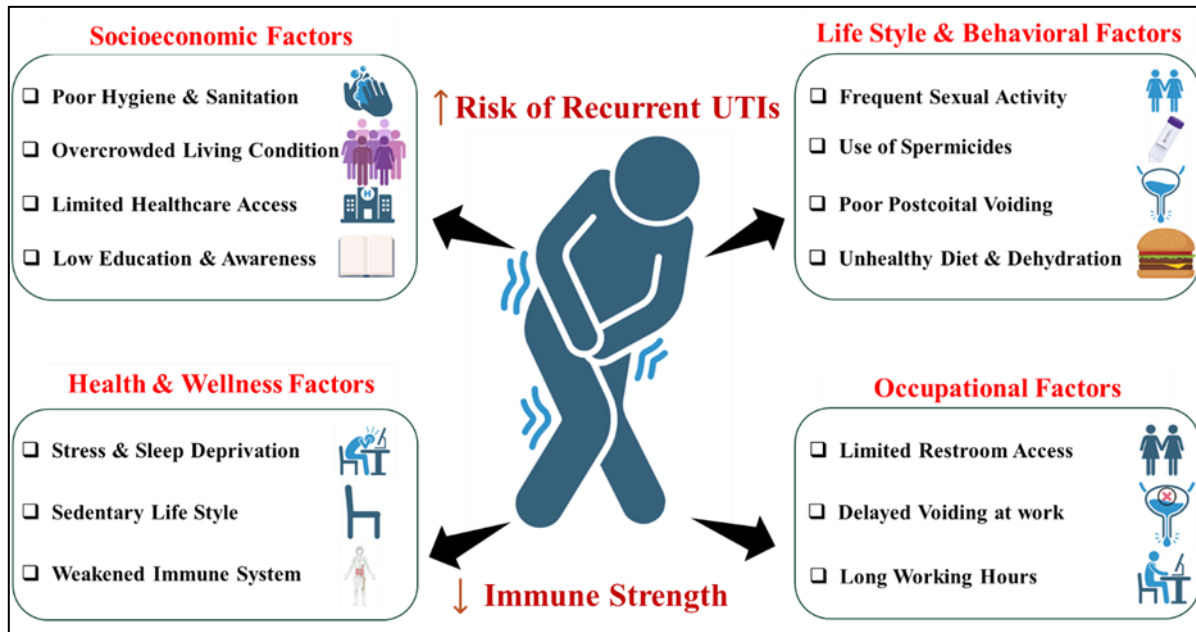 Socioeconomic Factors
❑ Poor Hygiene & Sanitation
❑ Overcrowded Living Condition
❑ Limited Healthcare Access
❑ Low Education & Awareness
↑ Risk of Recurrent UTIs
Life Style & Behavioral Factors
❑ Frequent Sexual Activity
❑ Use of Spermicides
❑ Poor Postcoital Voiding
❑ Unhealthy Diet & Dehydration
Health & Wellness Factors
❑ Stress & Sleep Deprivation
❑ Sedentary Life Style
❑ Weakened Immune System
↓ Immune Strength
Occupational Factors
❑ Limited Restroom Access
❑ Delayed Voiding at work
❑ Long Working Hours
H